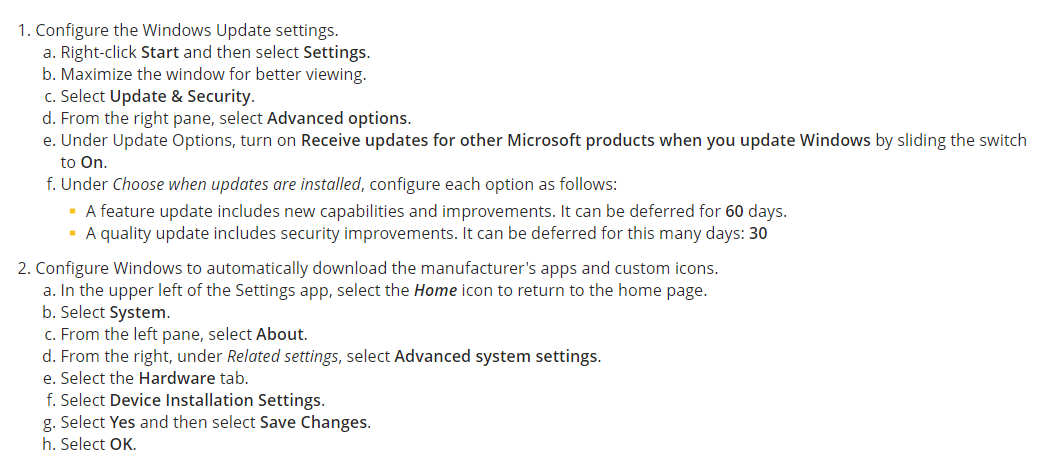 1. Configure the Windows Update settings.
a. Right-click Start and then select Settings.
b. Maximize the window for better viewing.
c. Select Update & Security.
d. From the right pane, select Advanced options.
e. Under Update Options, turn on Receive updates for other Microsoft products when you update Windows by sliding the switch
to On.
f. Under Choose when updates are installed, configure each option as follows:
▪ A feature update includes new capabilities and improvements. It can be deferred for 60 days.
▪ A quality update includes security improvements. It can be deferred for this many days: 30
2. Configure Windows to automatically download the manufacturer's apps and custom icons.
a. In the upper left of the Settings app, select the Home icon to return to the home page.
b. Select System.
c. From the left pane, select About.
d. From the right, under Related settings, select Advanced system settings.
e. Select the Hardware tab.
f. Select Device Installation Settings.
g. Select Yes and then select Save Changes.
h. Select OK.